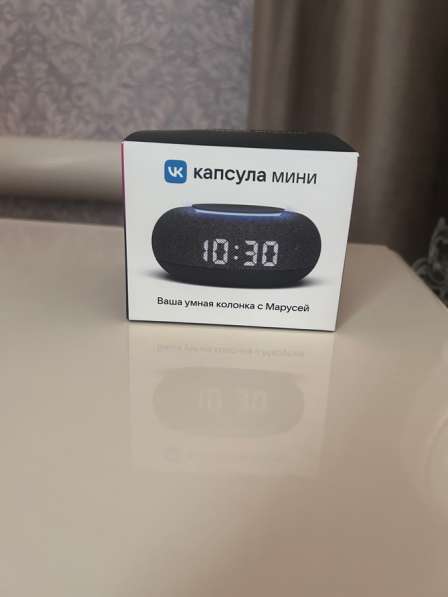 VK капсула мини
10:30
Ваша умная колонка с Марусей